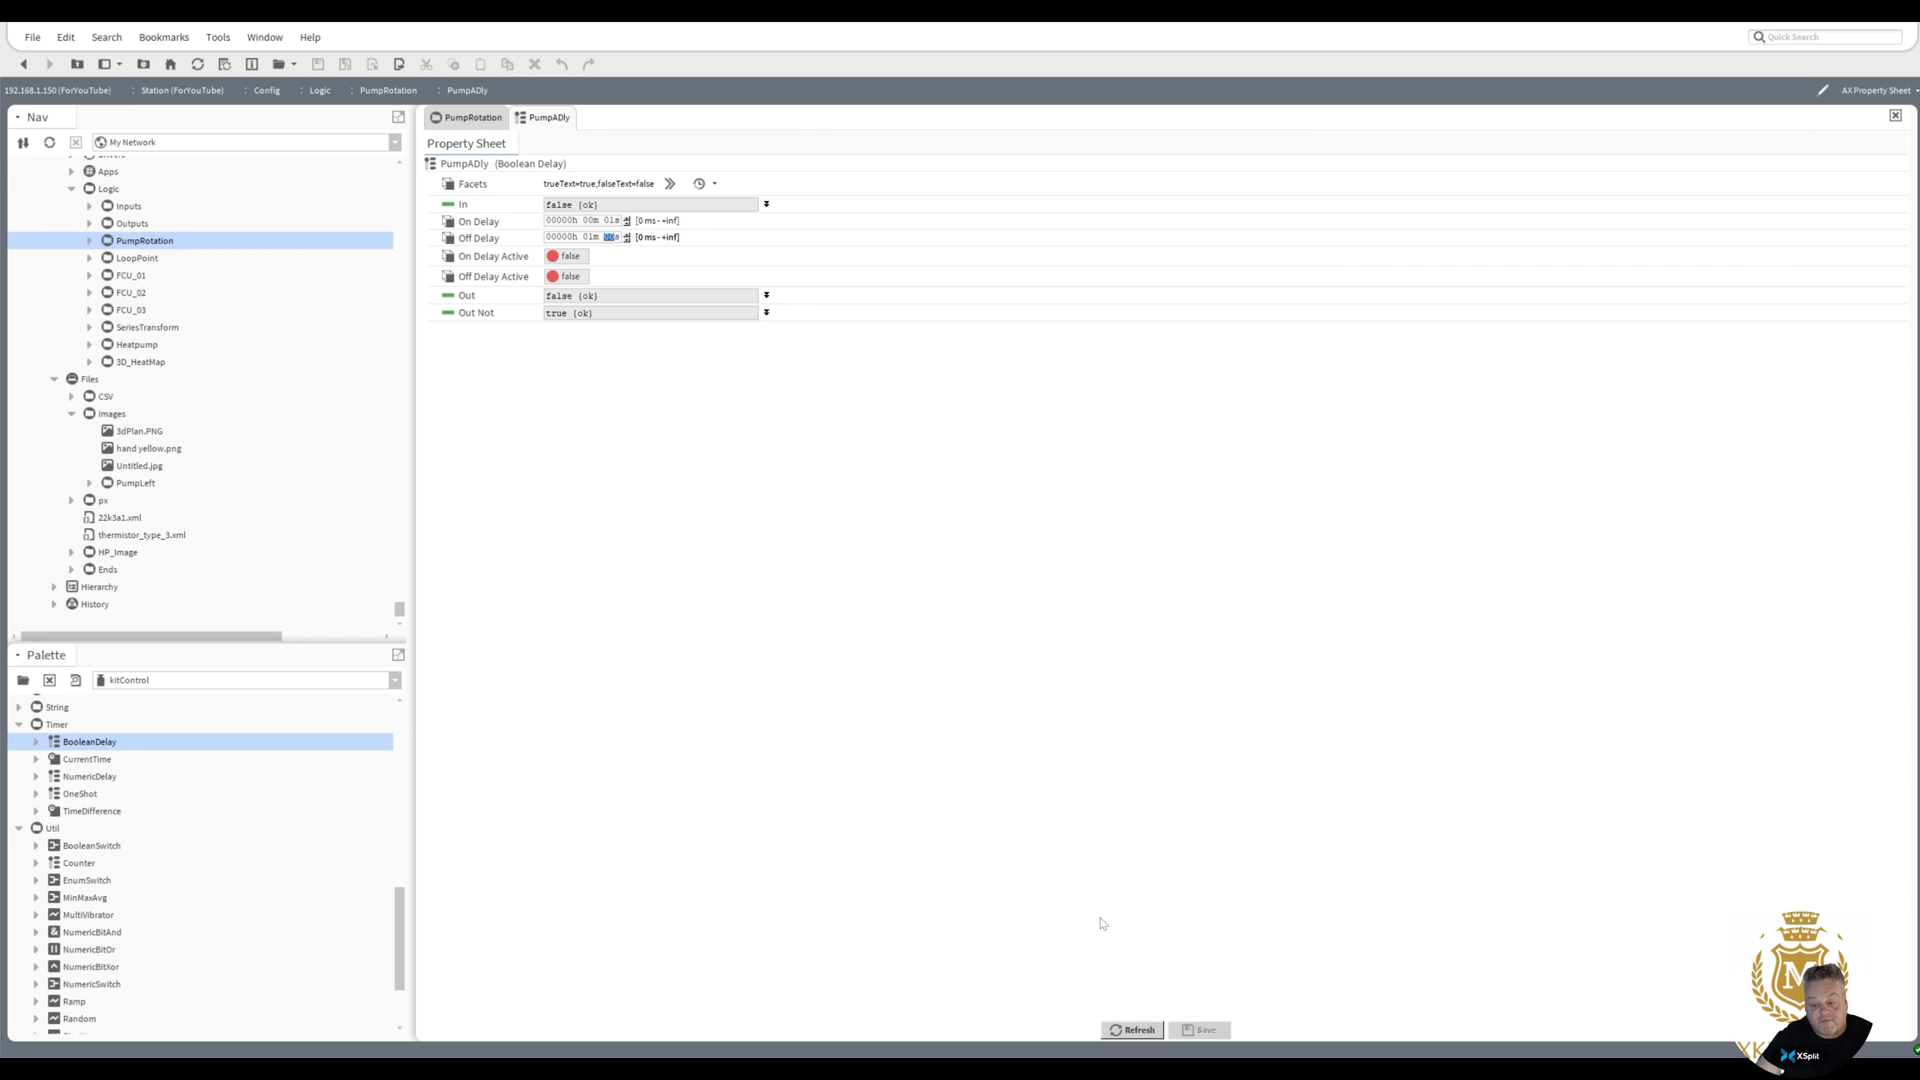 File Edit Search Bookmarks Tools Window Help
Quick Search
192.168.1.150 (ForYouTube) : Station (ForYouTube) : Config : Logic : PumpRotation : PumpADly
AX Property Sheet
Nav
My Network
Apps
Logic
Inputs
Outputs
PumpRotation
LoopPoint
FCU_01
FCU_02
FCU_03
SeriesTransform
Heatpump
3D_HeatMap
Files
CSV
Images
3dPlan.PNG
hand yellow.png
Untitled.jpg
PumpLeft
px
22k3a1.xml
thermistor_type_3.xml
HP_Image
Ends
Hierarchy
History
Palette
kitControl
String
Timer
BooleanDelay
CurrentTime
NumericDelay
OneShot
TimeDifference
Util
BooleanSwitch
Counter
EnumSwitch
MinMaxAvg
MultiVibrator
NumericBitAnd
NumericBitOr
NumericBitXor
NumericSwitch
Ramp
Random
PumpRotation PumpADly
Property Sheet
PumpADly (Boolean Delay)
Facets trueText=true,falseText=false
In false {ok}
On Delay 00000h 00m 01s [0 ms - +inf]
Off Delay 00000h 01m 00s [0 ms - +inf]
On Delay Active false
Off Delay Active false
Out false {ok}
Out Not true {ok}
Refresh Save
M
XSplit